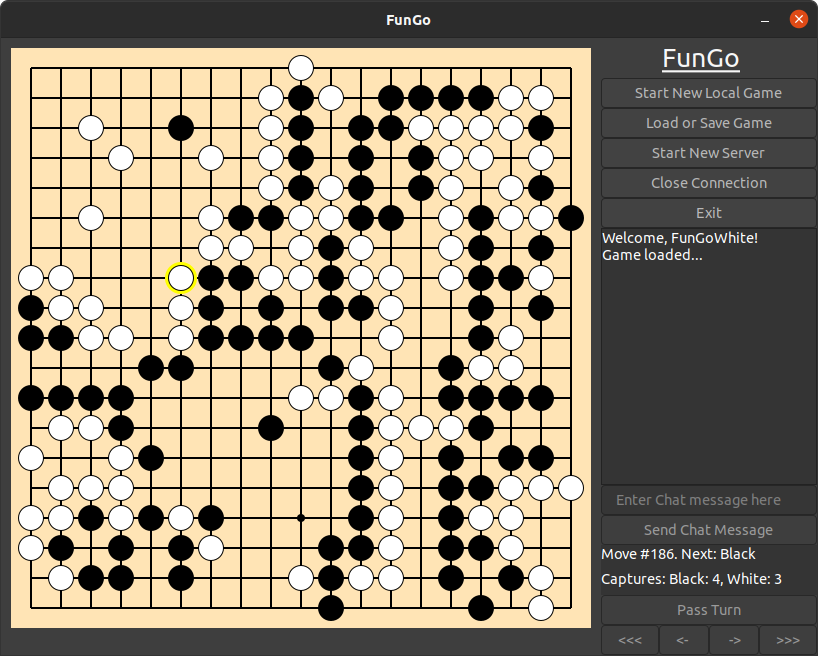 FunGo
FunGo
Start New Local Game
Load or Save Game
Start New Server
Close Connection
Exit
Welcome, FunGoWhite!
Game loaded...
Enter Chat message here
Send Chat Message
Move #186. Next: Black
Captures: Black: 4, White: 3
Pass Turn
<<< <- -> >>>